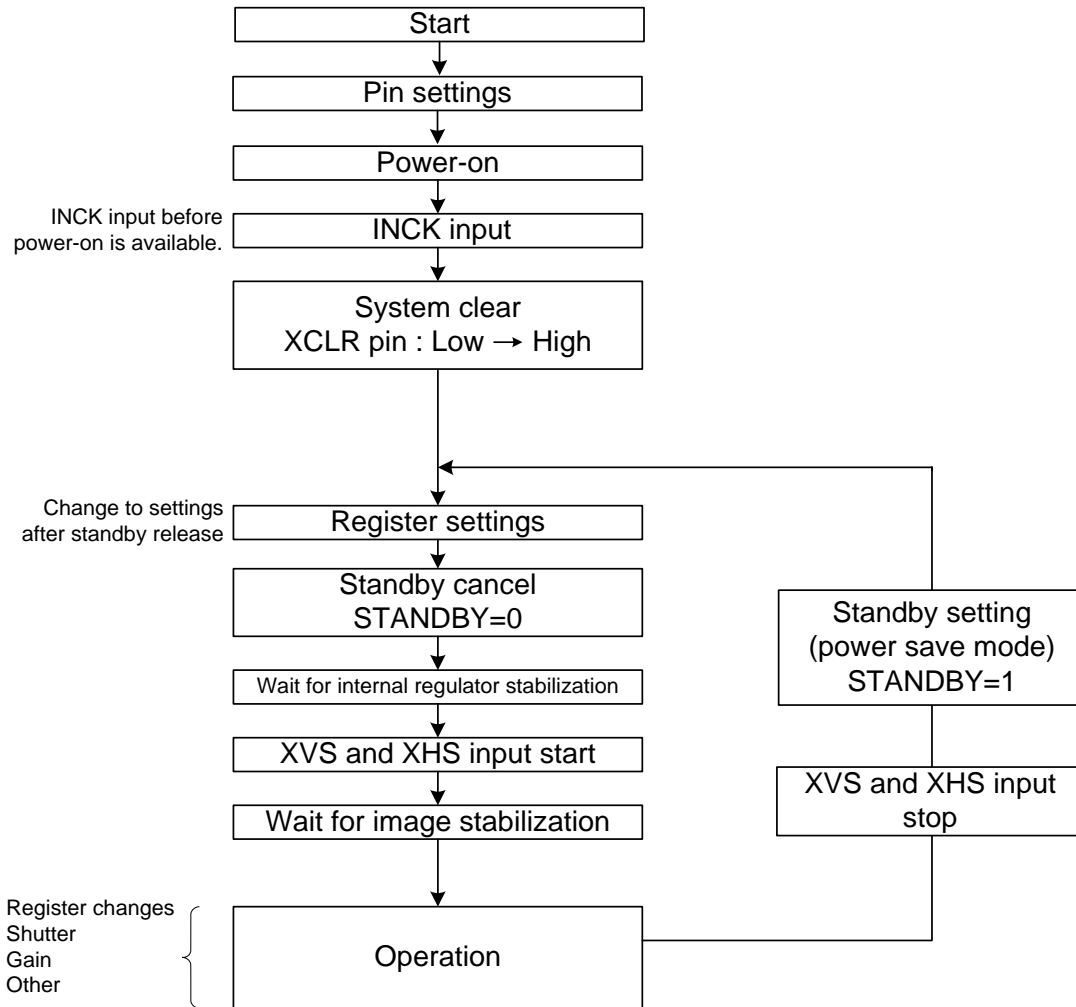 Start
Pin settings
Power-on
INCK input before
power-on is available.
INCK input
System clear
XCLR pin : Low → High
Change to settings
after standby release
Register settings
Standby cancel
STANDBY=0
Wait for internal regulator stabilization
XVS and XHS input start
Wait for image stabilization
Register changes
Shutter
Gain
Other
Operation
XVS and XHS input
stop
Standby setting
(power save mode)
STANDBY=1